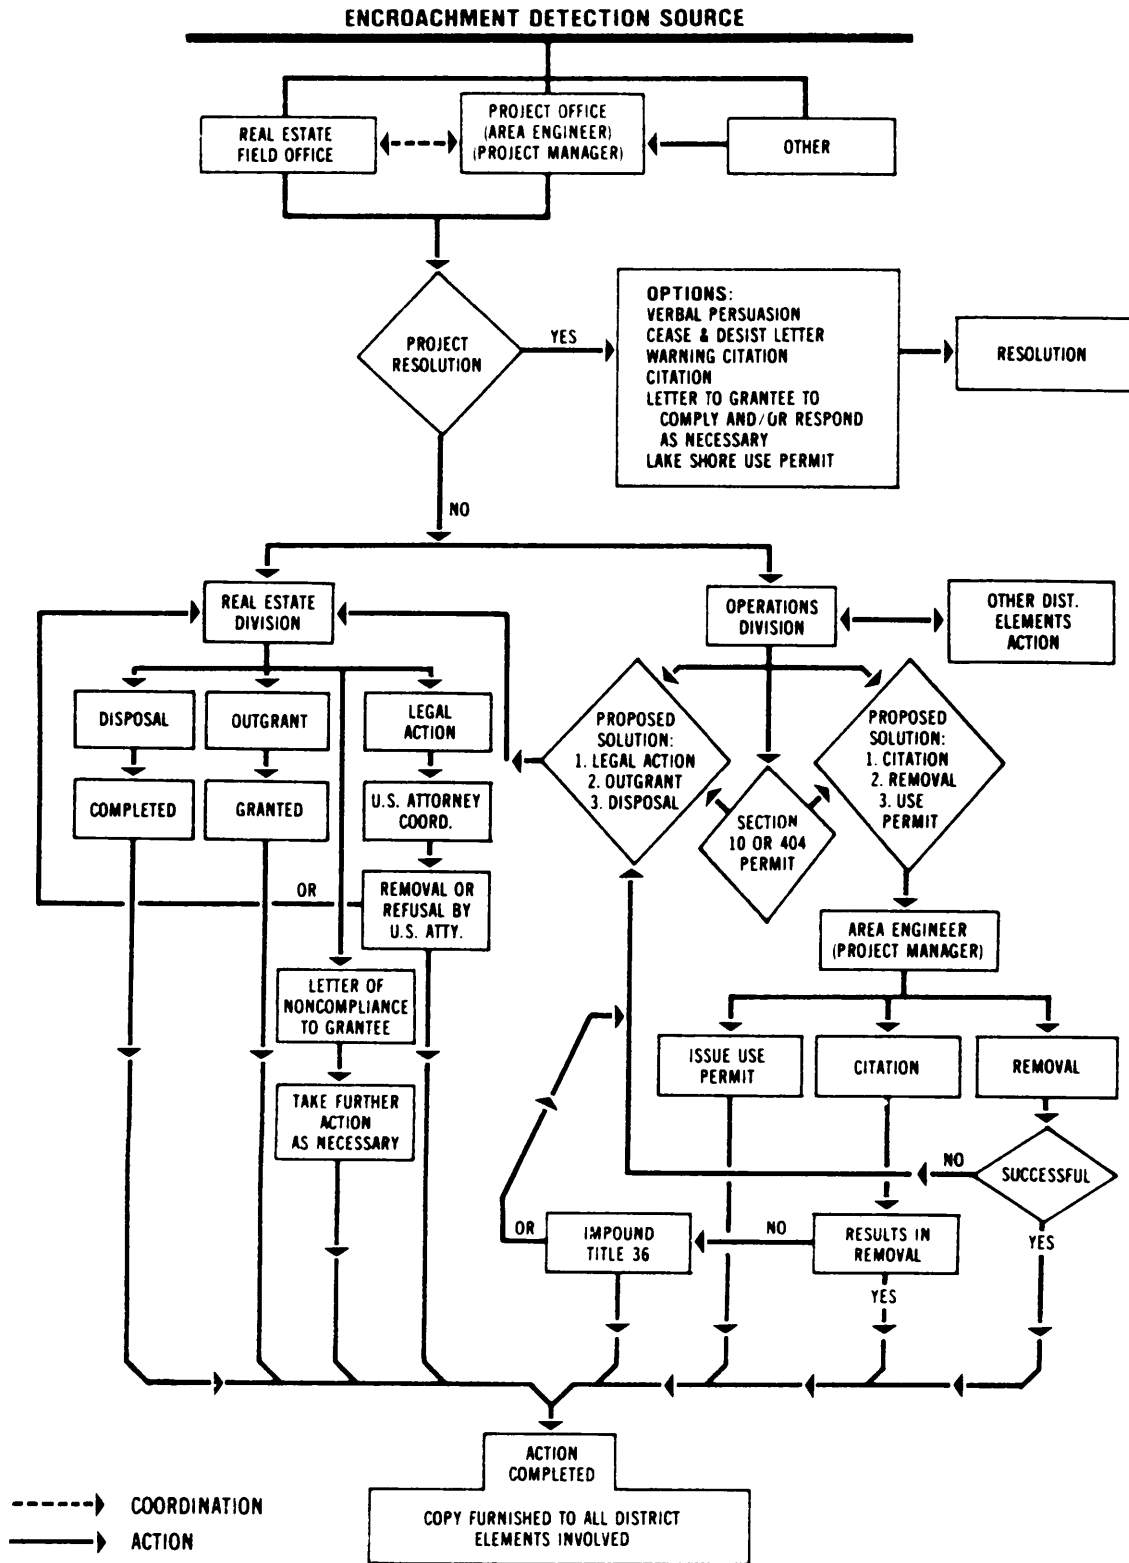 ENCROACHMENT DETECTION SOURCE
REAL ESTATE
FIELD OFFICE
PROJECT OFFICE
(AREA ENGINEER)
(PROJECT MANAGER)
OTHER
PROJECT
RESOLUTION
YES
OPTIONS:
VERBAL PERSUASION
CEASE & DESIST LETTER
WARNING CITATION
CITATION
LETTER TO GRANTEE TO
COMPLY AND/OR RESPOND
AS NECESSARY
LAKE SHORE USE PERMIT
RESOLUTION
NO
REAL ESTATE
DIVISION
OPERATIONS
DIVISION
OTHER DIST.
ELEMENTS
ACTION
DISPOSAL
OUTGRANT
LEGAL
ACTION
PROPOSED
SOLUTION:
1. LEGAL ACTION
2. OUTGRANT
3. DISPOSAL
SECTION
10 OR 404
PERMIT
PROPOSED
SOLUTION:
1. CITATION
2. REMOVAL
3. USE
PERMIT
COMPLETED
GRANTED
U.S. ATTORNEY
COORD.
OR
REMOVAL OR
REFUSAL BY
U.S. ATTY.
AREA ENGINEER
(PROJECT MANAGER)
LETTER OF
NONCOMPLIANCE
TO GRANTEE
ISSUE USE
PERMIT
CITATION
REMOVAL
TAKE FURTHER
ACTION
AS NECESSARY
NO
SUCCESSFUL
OR
IMPOUND
TITLE 36
NO
RESULTS IN
REMOVAL
YES
YES
ACTION
COMPLETED
COPY FURNISHED TO ALL DISTRICT
ELEMENTS INVOLVED
COORDINATION
ACTION